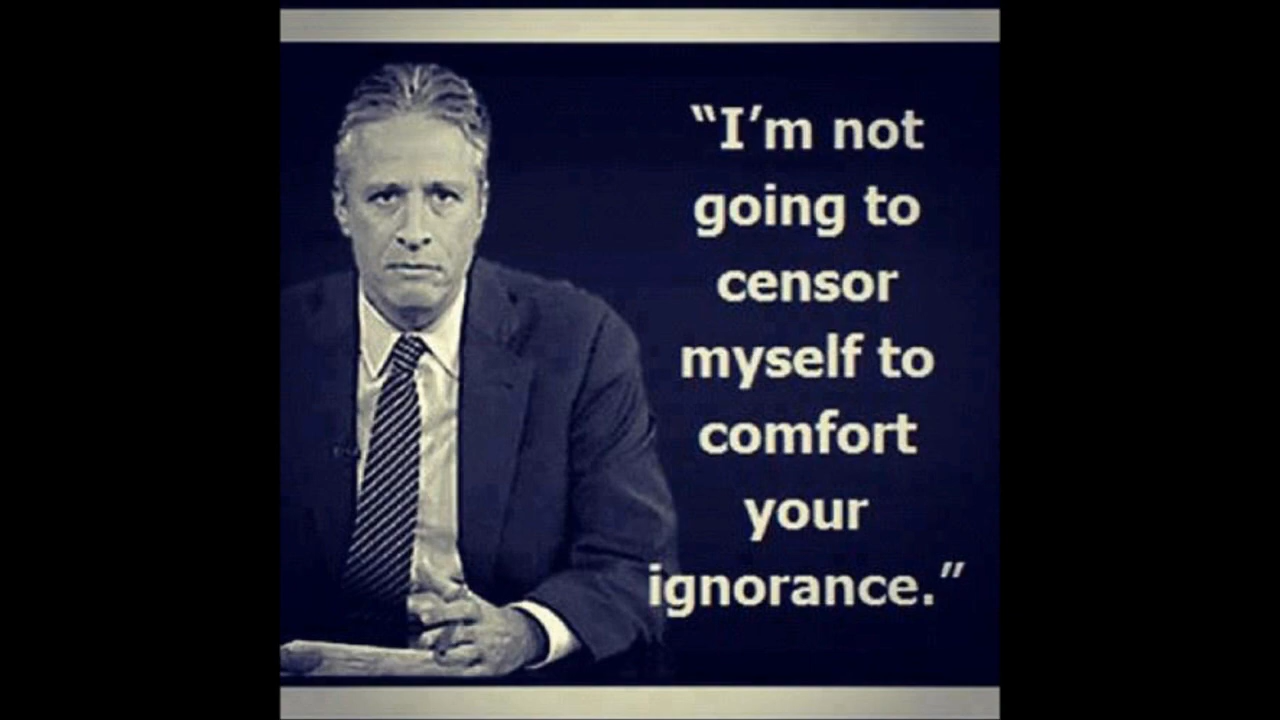 “I’m not
going to
censor
myself to
comfort
your
ignorance.”